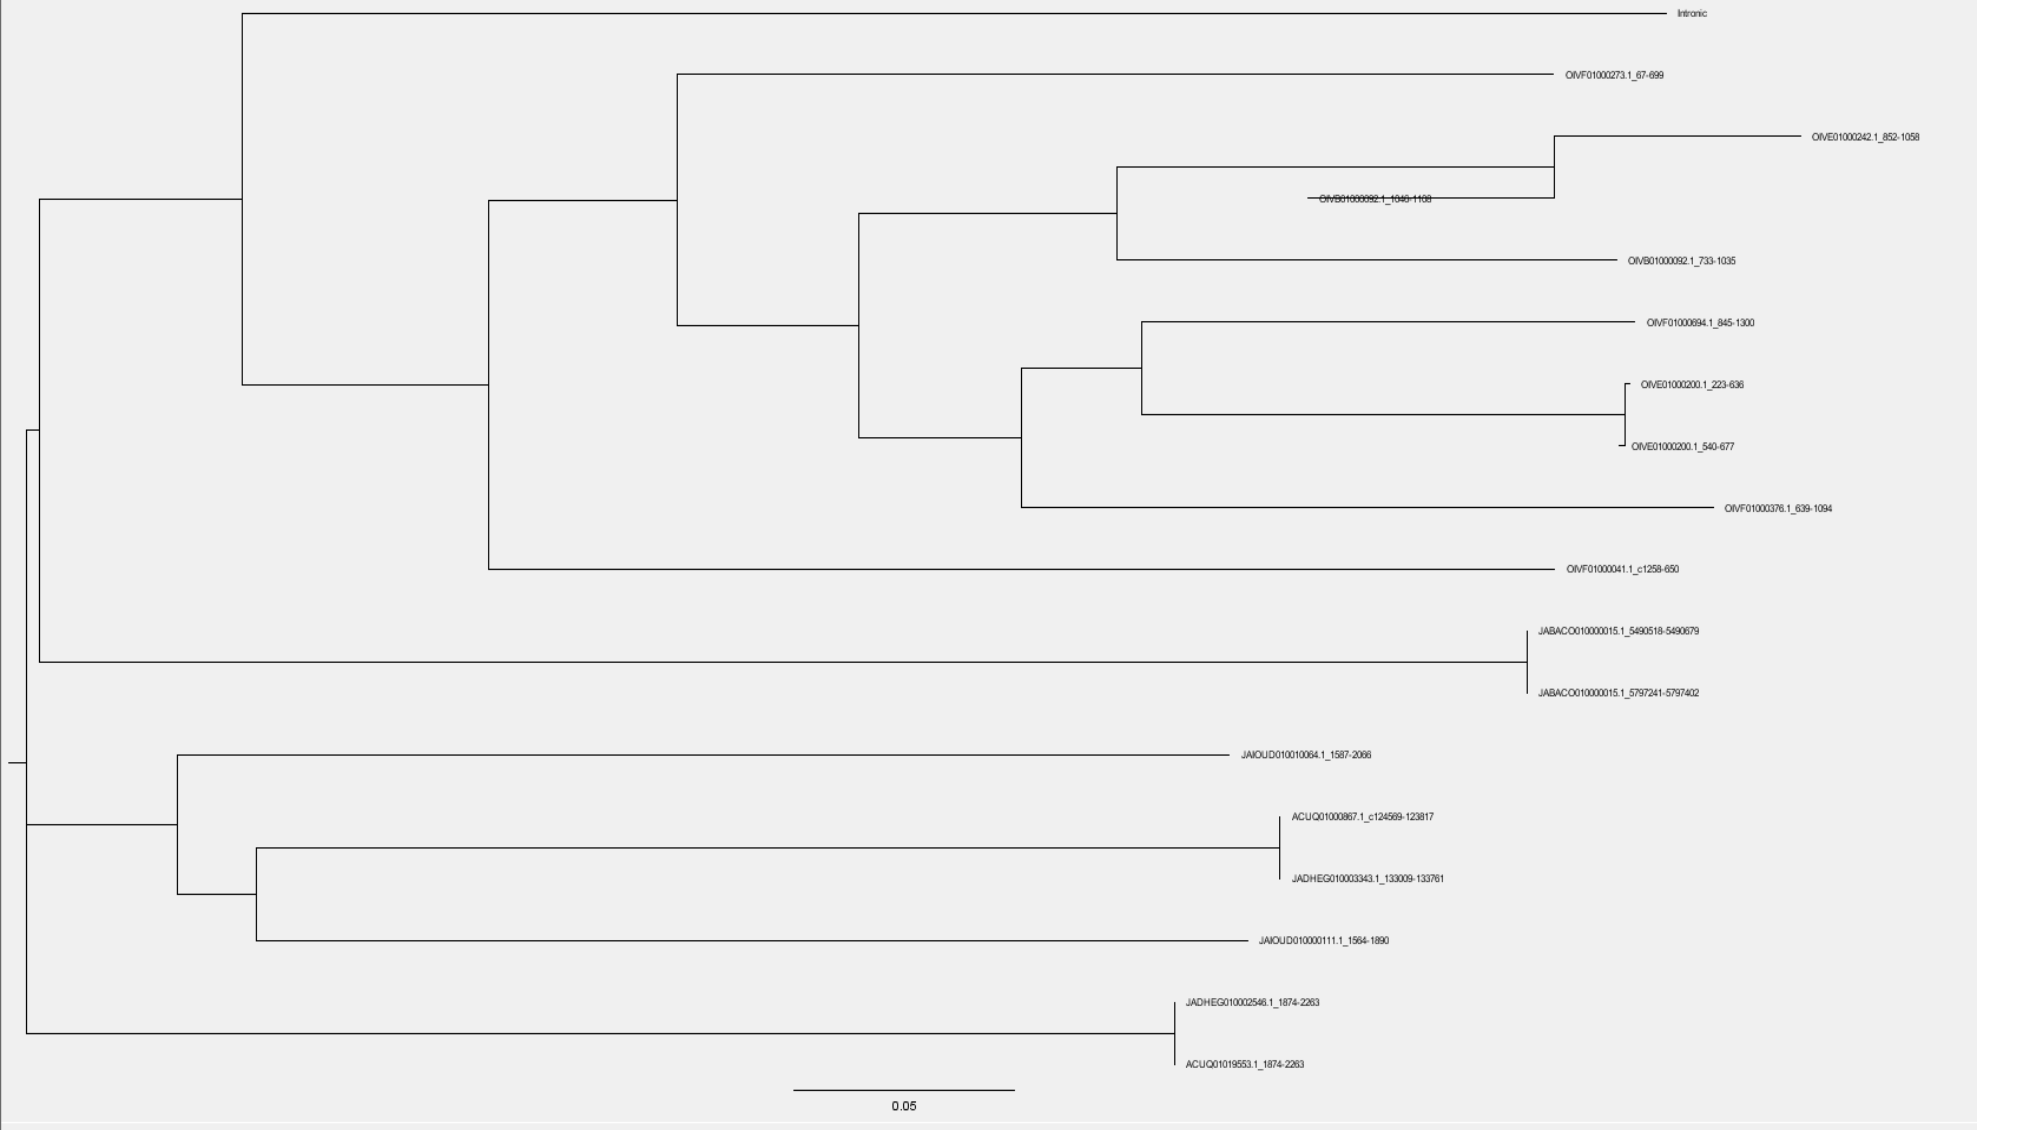 Intronic
OIVF01000273.1_67-699
OIVE01000242.1_852-1058
OIVB01000092.1_1046-1108
OIVB01000092.1_733-1035
OIVF01000694.1_845-1300
OIVE01000200.1_223-636
OIVE01000200.1_540-677
OIVF01000376.1_639-1094
OIVF01000041.1_c1258-650
JABACO010000015.1_5490518-5490679
JABACO010000015.1_5797241-5797402
JAIOUD010010064.1_1587-2066
ACUQ01000867.1_c124569-123817
JADHEG010003343.1_133009-133761
JAIOUD010000111.1_1564-1890
JADHEG010002546.1_1874-2263
ACUQ01019553.1_1874-2263
0.05